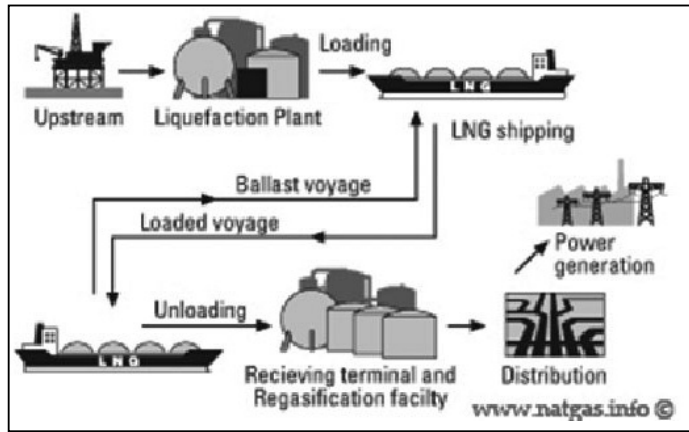 Loading
LNG
Upstream
Liquefaction Plant
LNG shipping
Ballast voyage
Loaded voyage
Power
generation
Unloading
LNG
Recieving terminal and
Regasification facilty
Distribution
www.natgas.info ©